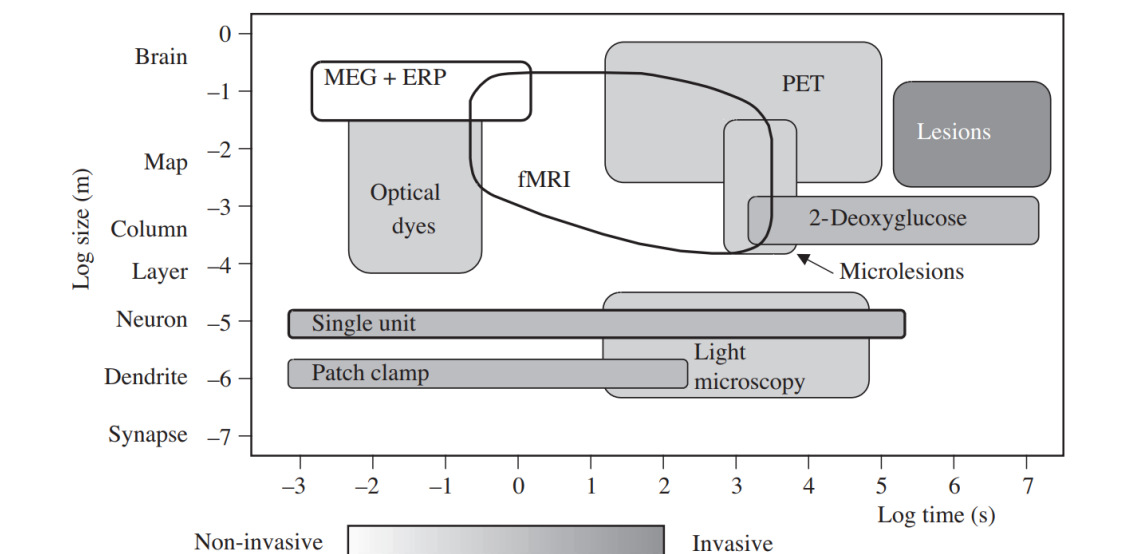 0
Brain
MEG + ERP
PET
–1
Lesions
Map
–2
Optical
dyes
fMRI
–3
Column
2-Deoxyglucose
Layer
–4
Microlesions
Neuron
–5
Single unit
Light
microscopy
Dendrite
–6
Patch clamp
Synapse
–7
Log size (m)
–3 –2 –1 0 1 2 3 4 5 6 7
Log time (s)
Non-invasive Invasive